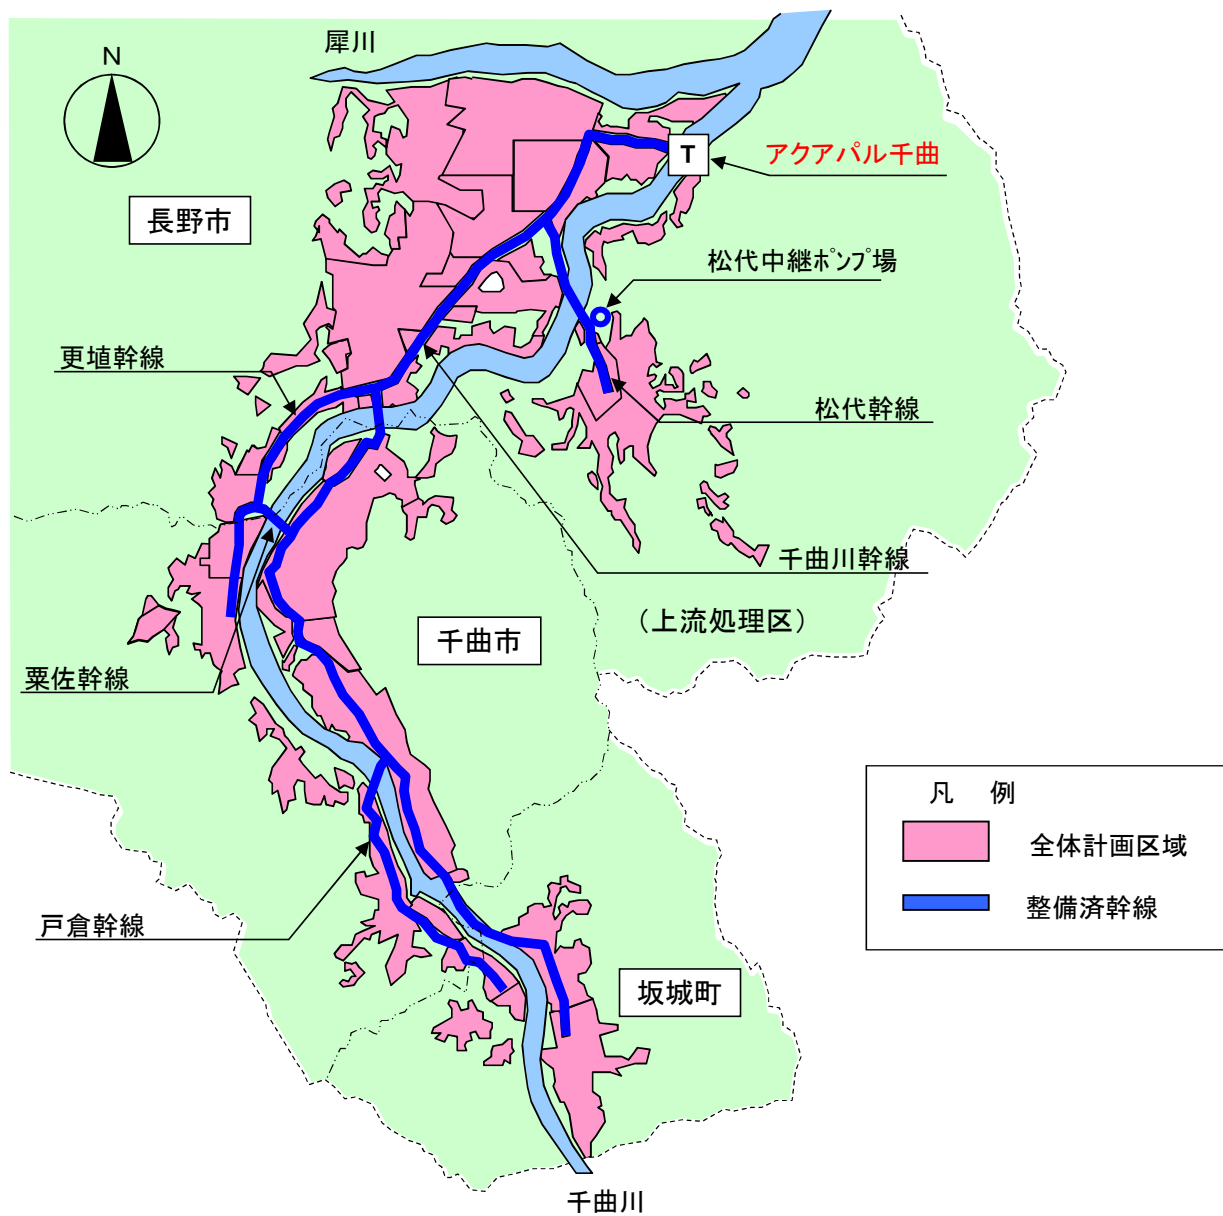 犀川
N
アクアパル千曲
T
長野市
松代中継ポンプ場
更埴幹線
松代幹線
千曲川幹線
(上流処理区)
千曲市
粟佐幹線
凡 例
全体計画区域
整備済幹線
戸倉幹線
坂城町
千曲川